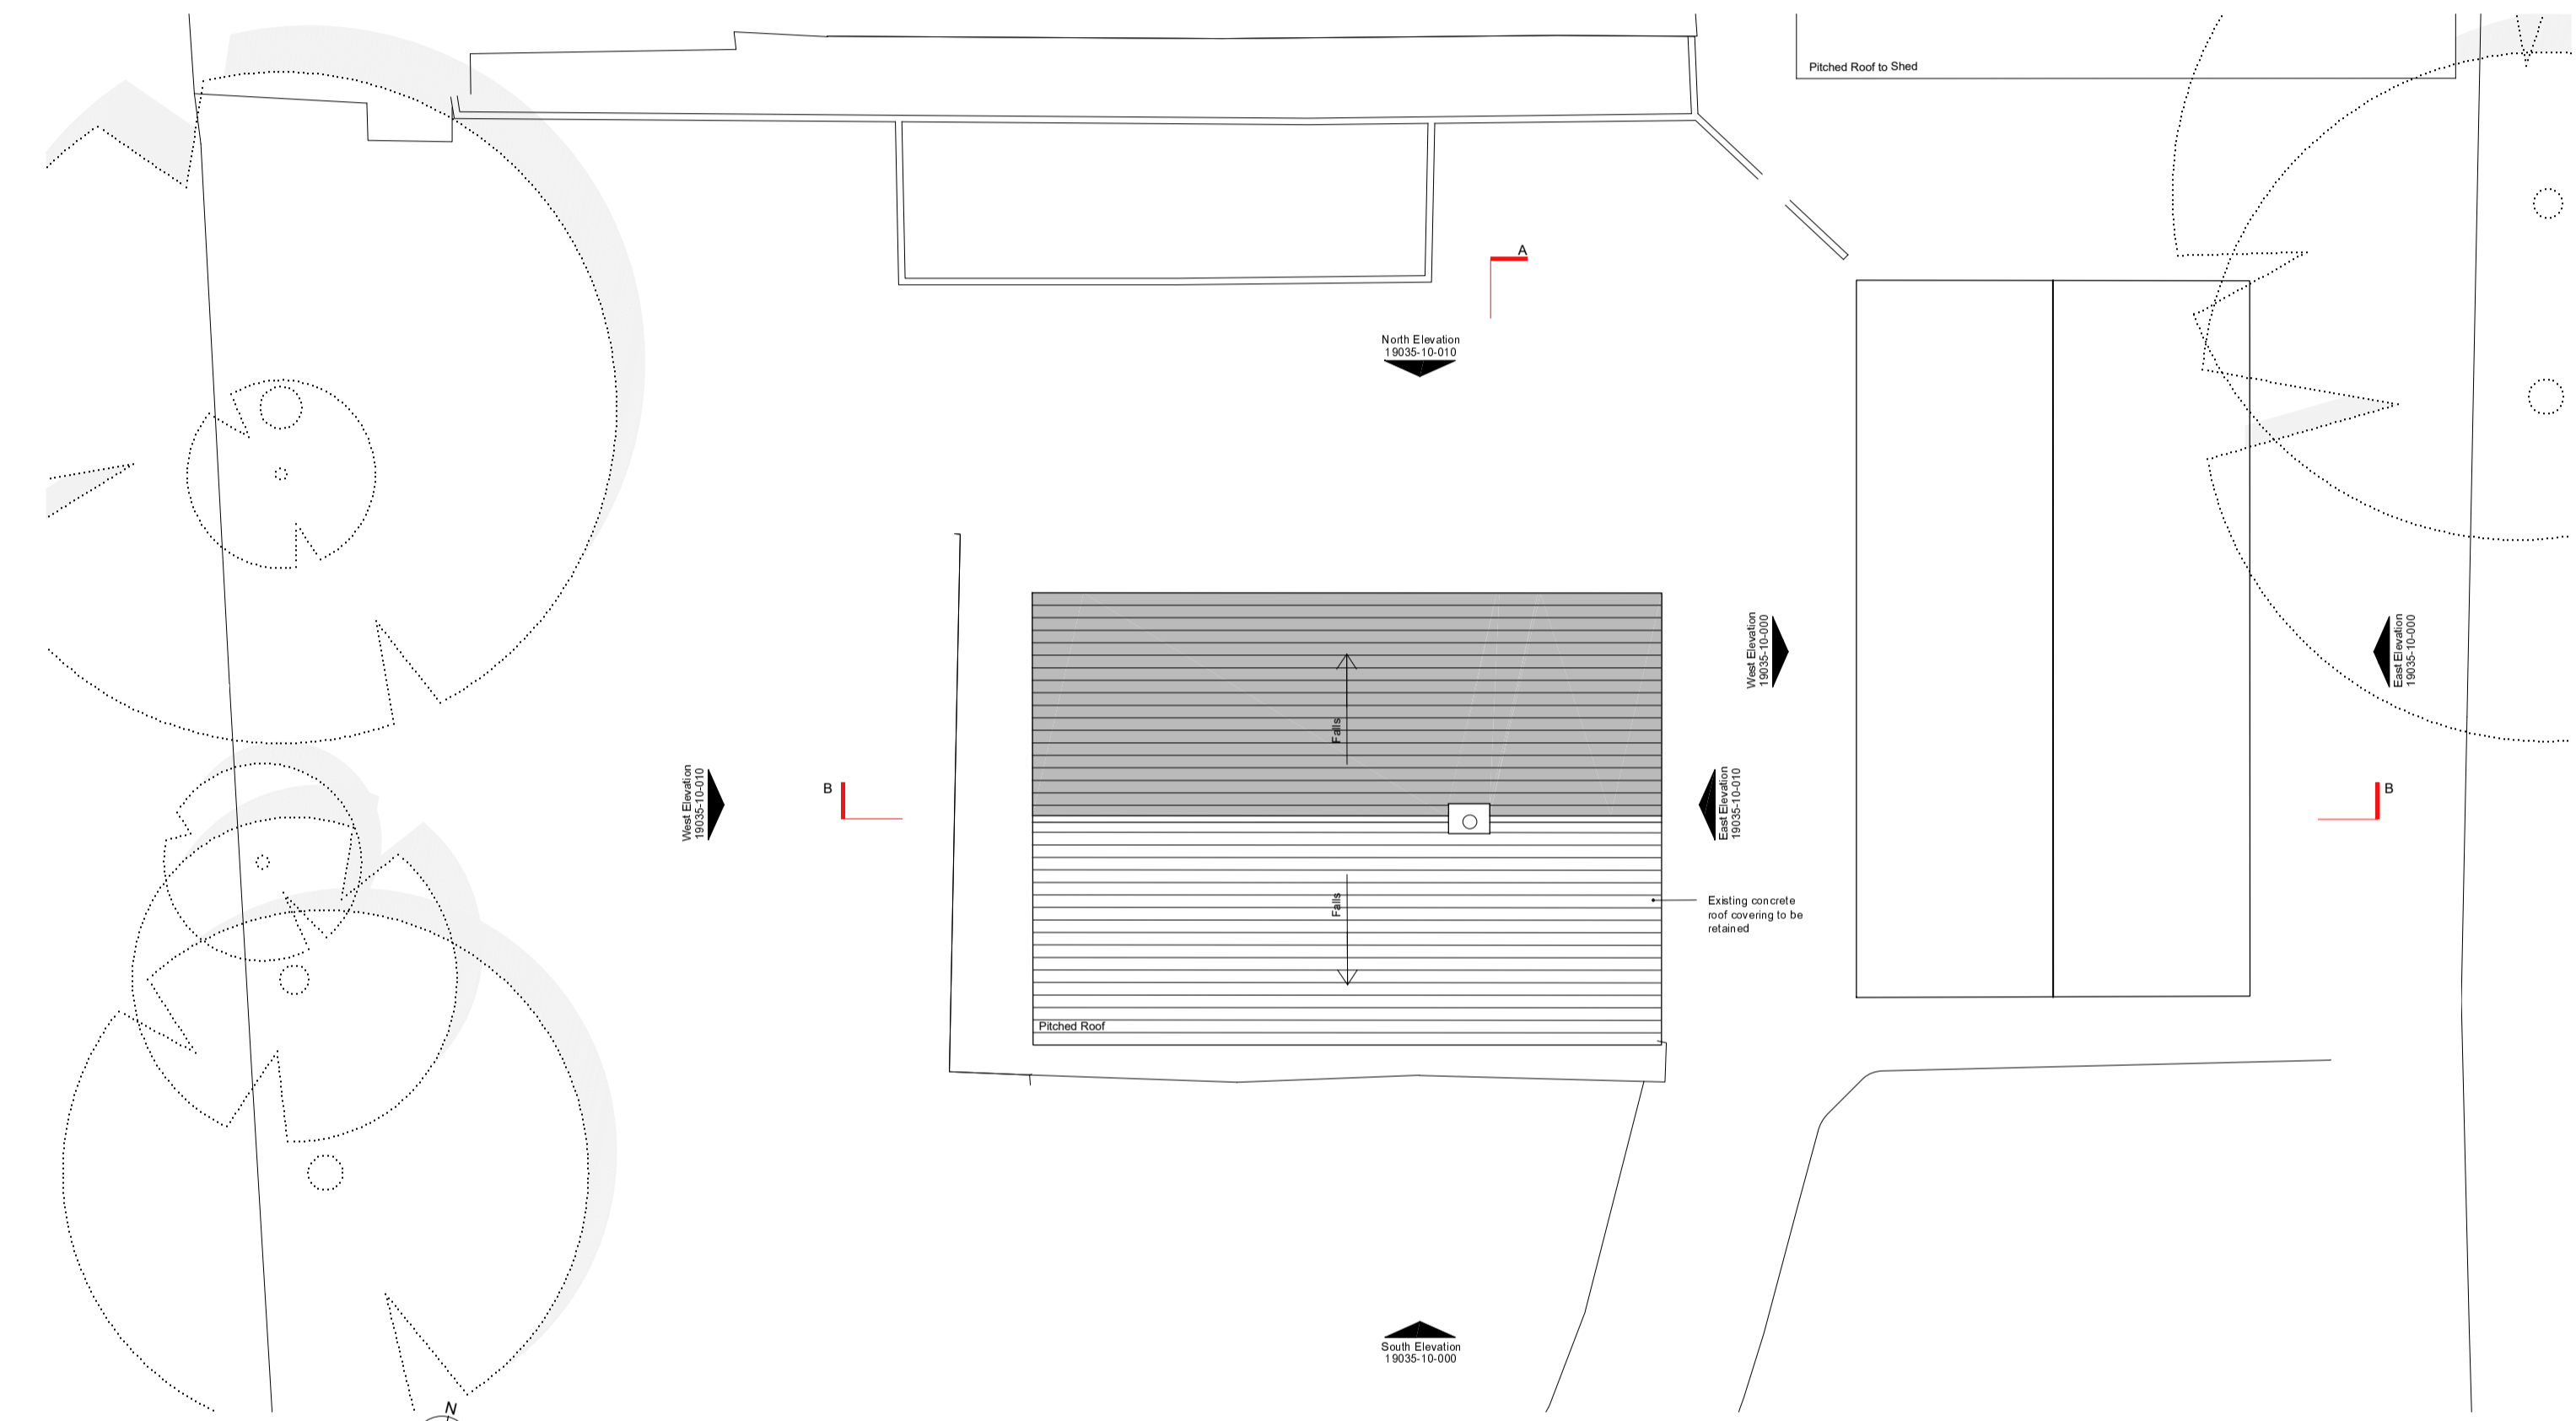 Pitched Roof to Shed
A
North Elevation
19035-10-010
West Elevation
19035-10-000
East Elevation
19035-10-000
Falls
West Elevation
19035-10-010
B
East Elevation
19035-10-010
B
Falls
Existing concrete
roof covering to be
retained
Pitched Roof
South Elevation
19035-10-000
N